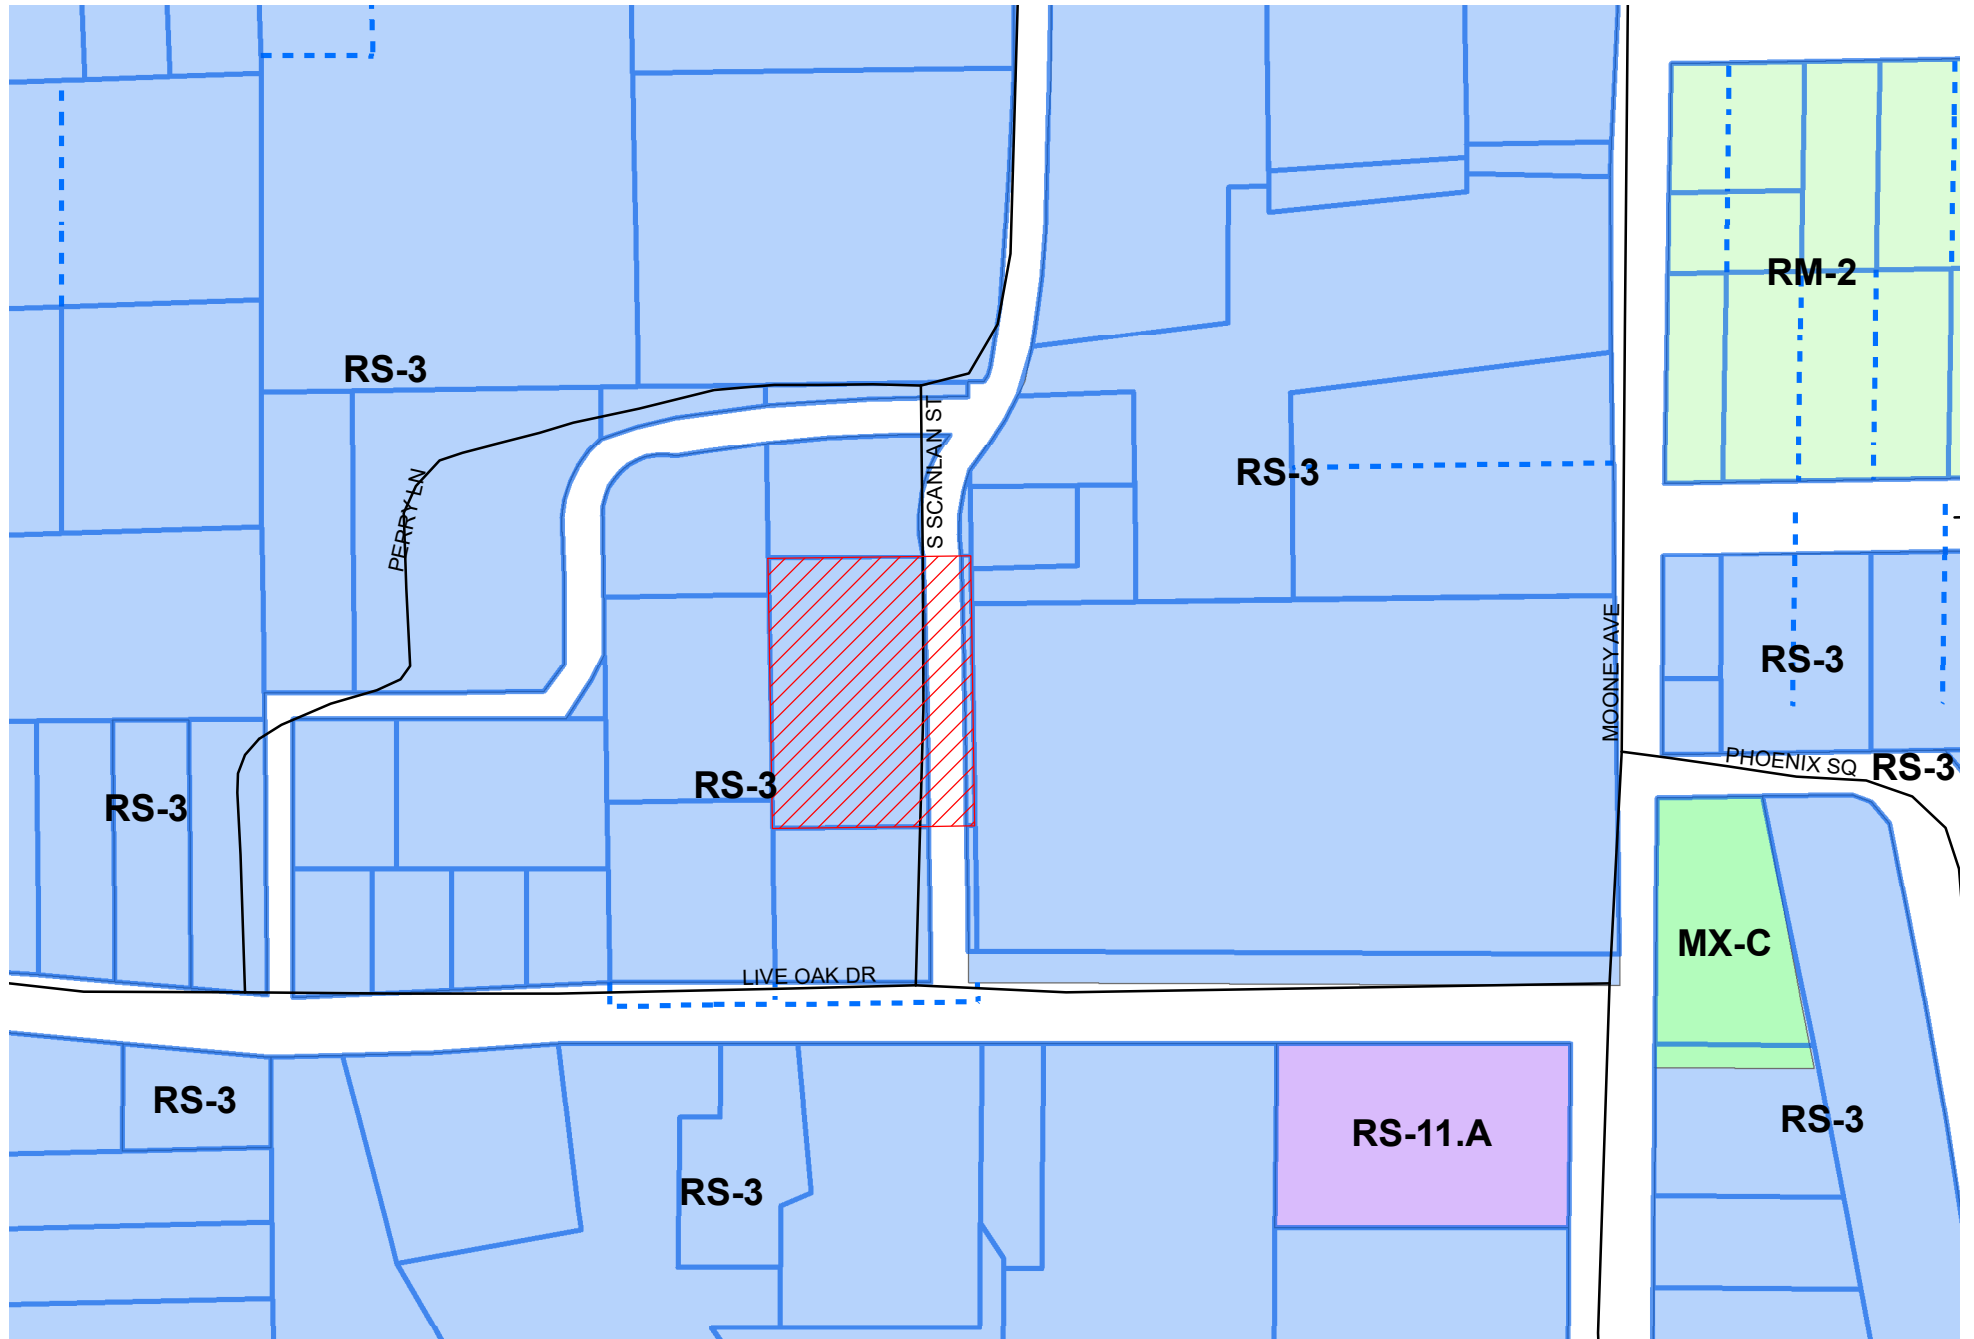 RM-2
RS-3
S SCANLAN ST
RS-3
PERRY LN
MOONEY AVE
RS-3
PHOENIX SQ
RS-3
RS-3
RS-3
MX-C
LIVE OAK DR
RS-3
RS-3
RS-11.A
RS-3